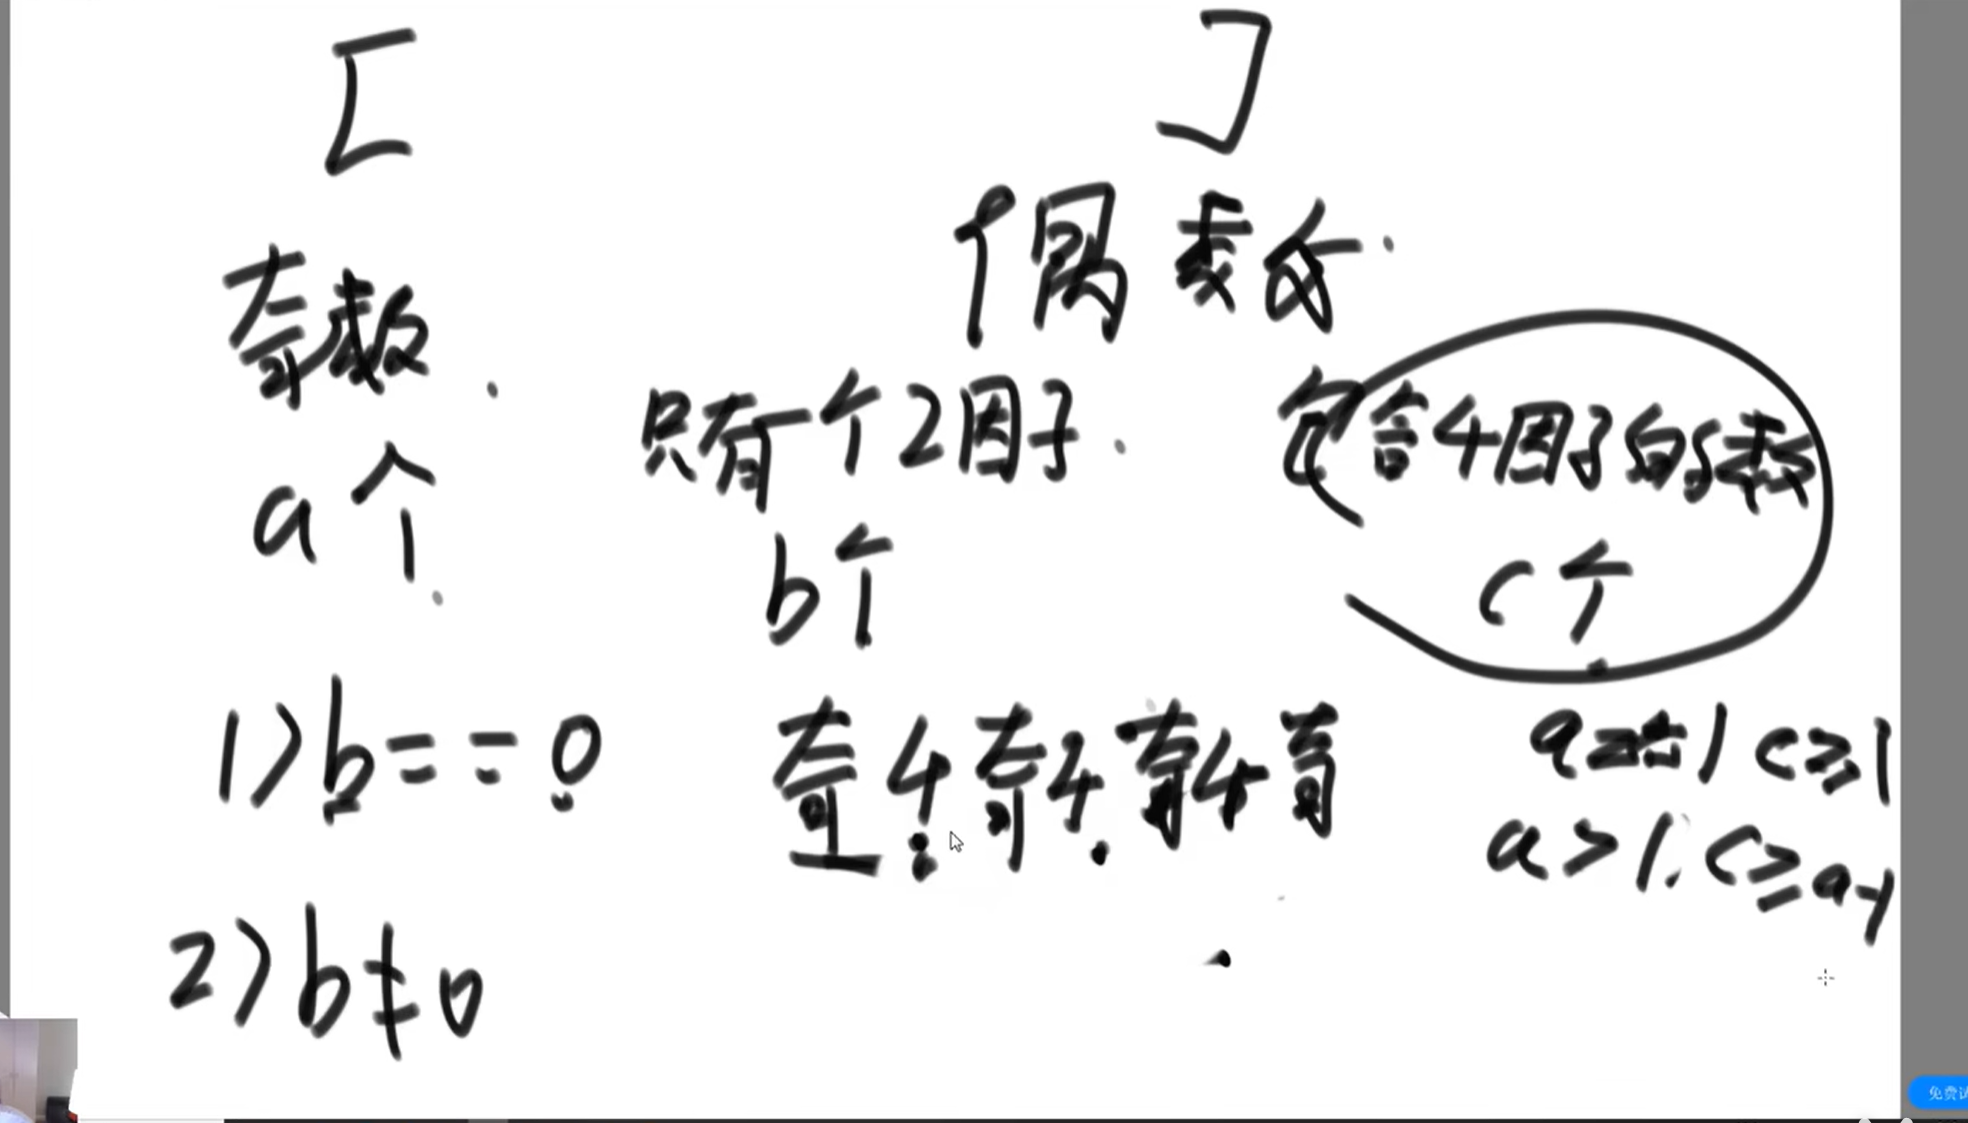 [ ]
奇数.
偶数.
a个.
只有一个2因子.
b个
包含4因子的数
c个
1>b==0
奇4奇4奇4奇
a==1 c≥1
a>1. c≥a-1
2>b≠0
免费试